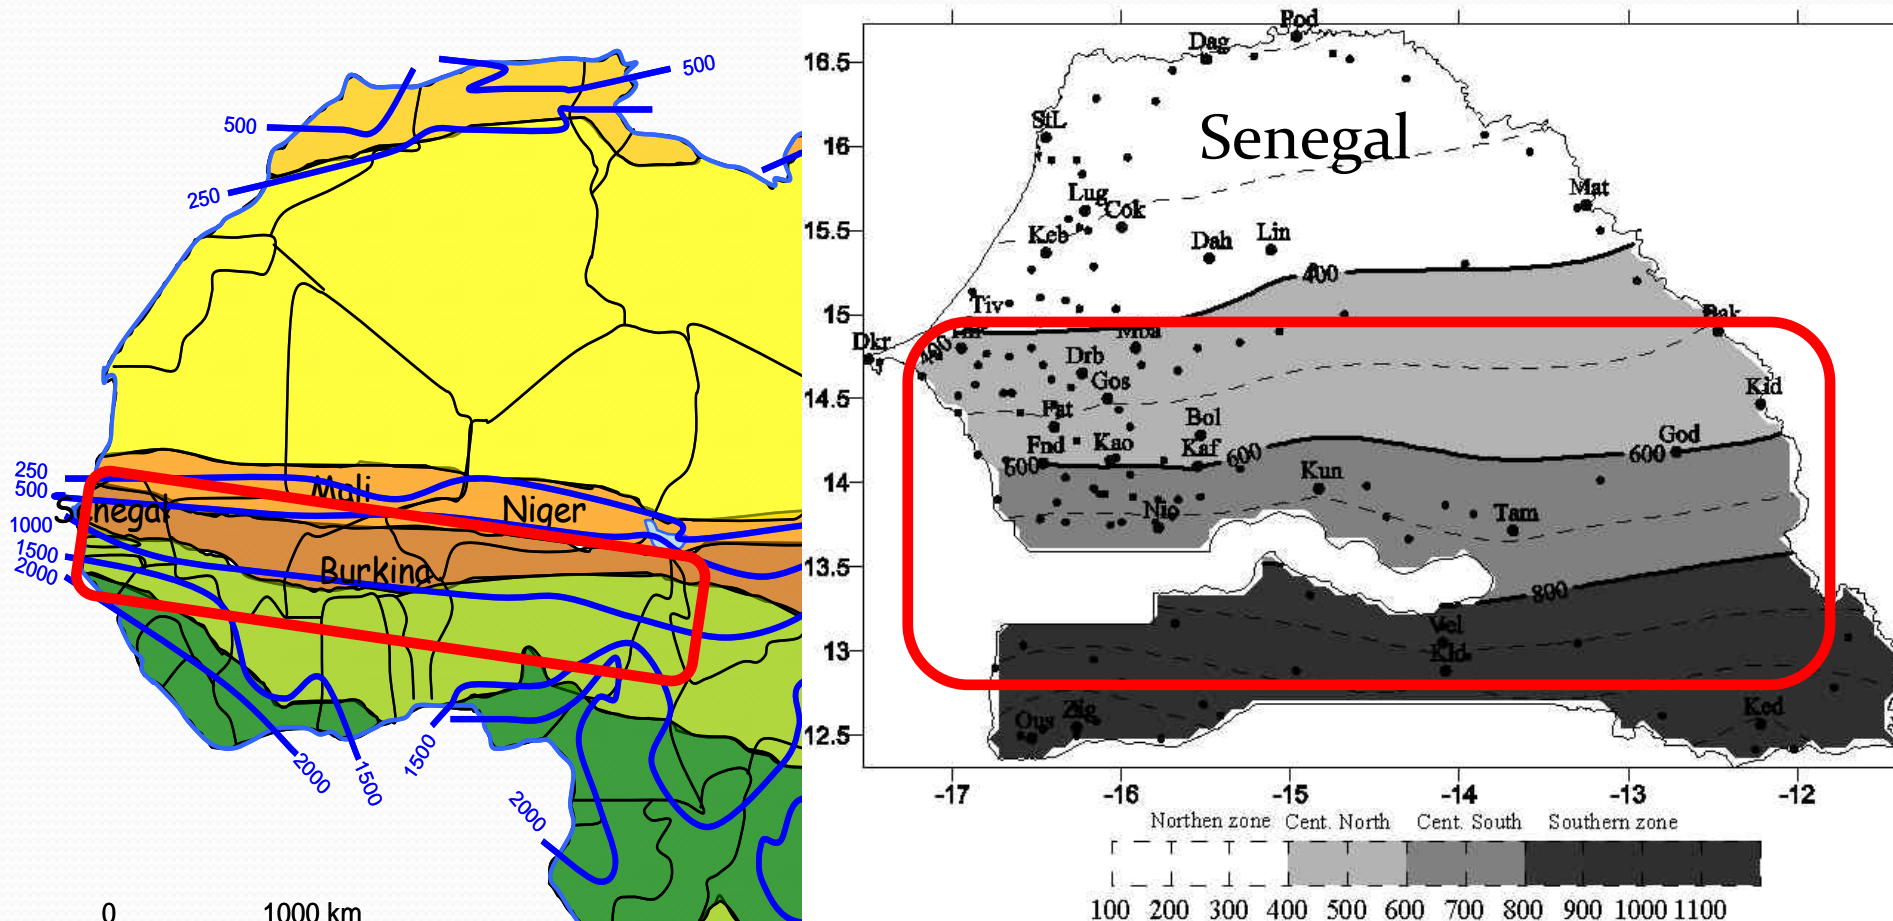 500
500
250
250
500
1000
1500
2000
Senegal
Mali
Niger
Burkina
2000
1500
1500
2000
0 1000 km
Senegal
16.5
16
15.5
15
14.5
14
13.5
13
12.5
Pod
Dag
StL
Mat
Lug
Cok
Keb
Dah
Lin
400
Tiv
Bak
Dkr
400
Mba
Drb
Gos
Kid
Pat
Bol
Fnd
Kao
Kaf
600
600
600
God
Kun
Nio
Tam
800
Vel
Kld
Ous
Zig
Ked
-17 -16 -15 -14 -13 -12
Northen zone Cent. North Cent. South Southern zone
100 200 300 400 500 600 700 800 900 1000 1100